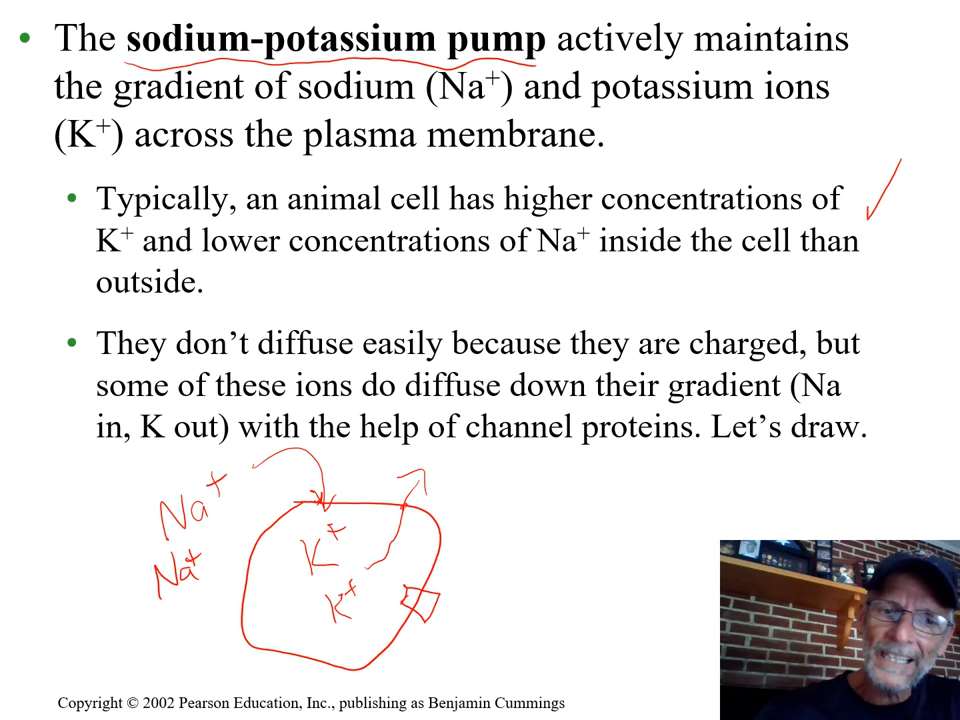 • The sodium-potassium pump actively maintains
the gradient of sodium (Na⁺) and potassium ions
(K⁺) across the plasma membrane.
• Typically, an animal cell has higher concentrations of
K⁺ and lower concentrations of Na⁺ inside the cell than
outside.
• They don’t diffuse easily because they are charged, but
some of these ions do diffuse down their gradient (Na
in, K out) with the help of channel proteins. Let’s draw.
Na⁺
K⁺
Na⁺
K⁺
Copyright © 2002 Pearson Education, Inc., publishing as Benjamin Cummings